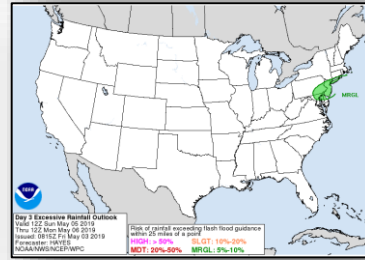 MRGL
NOAA
Day 3 Excessive Rainfall Outlook
Valid 12Z Sun May 05 2019
Thru 12Z Mon May 06 2019
Issued: 0815Z Fri May 03 2019
Forecaster: HAYES
NOAA/NWS/NCEP/WPC
Risk of rainfall exceeding flash flood guidance
within 25 miles of a point
HIGH: > 50% SLGT: 10%-20%
MDT: 20%-50% MRGL: 5%-10%